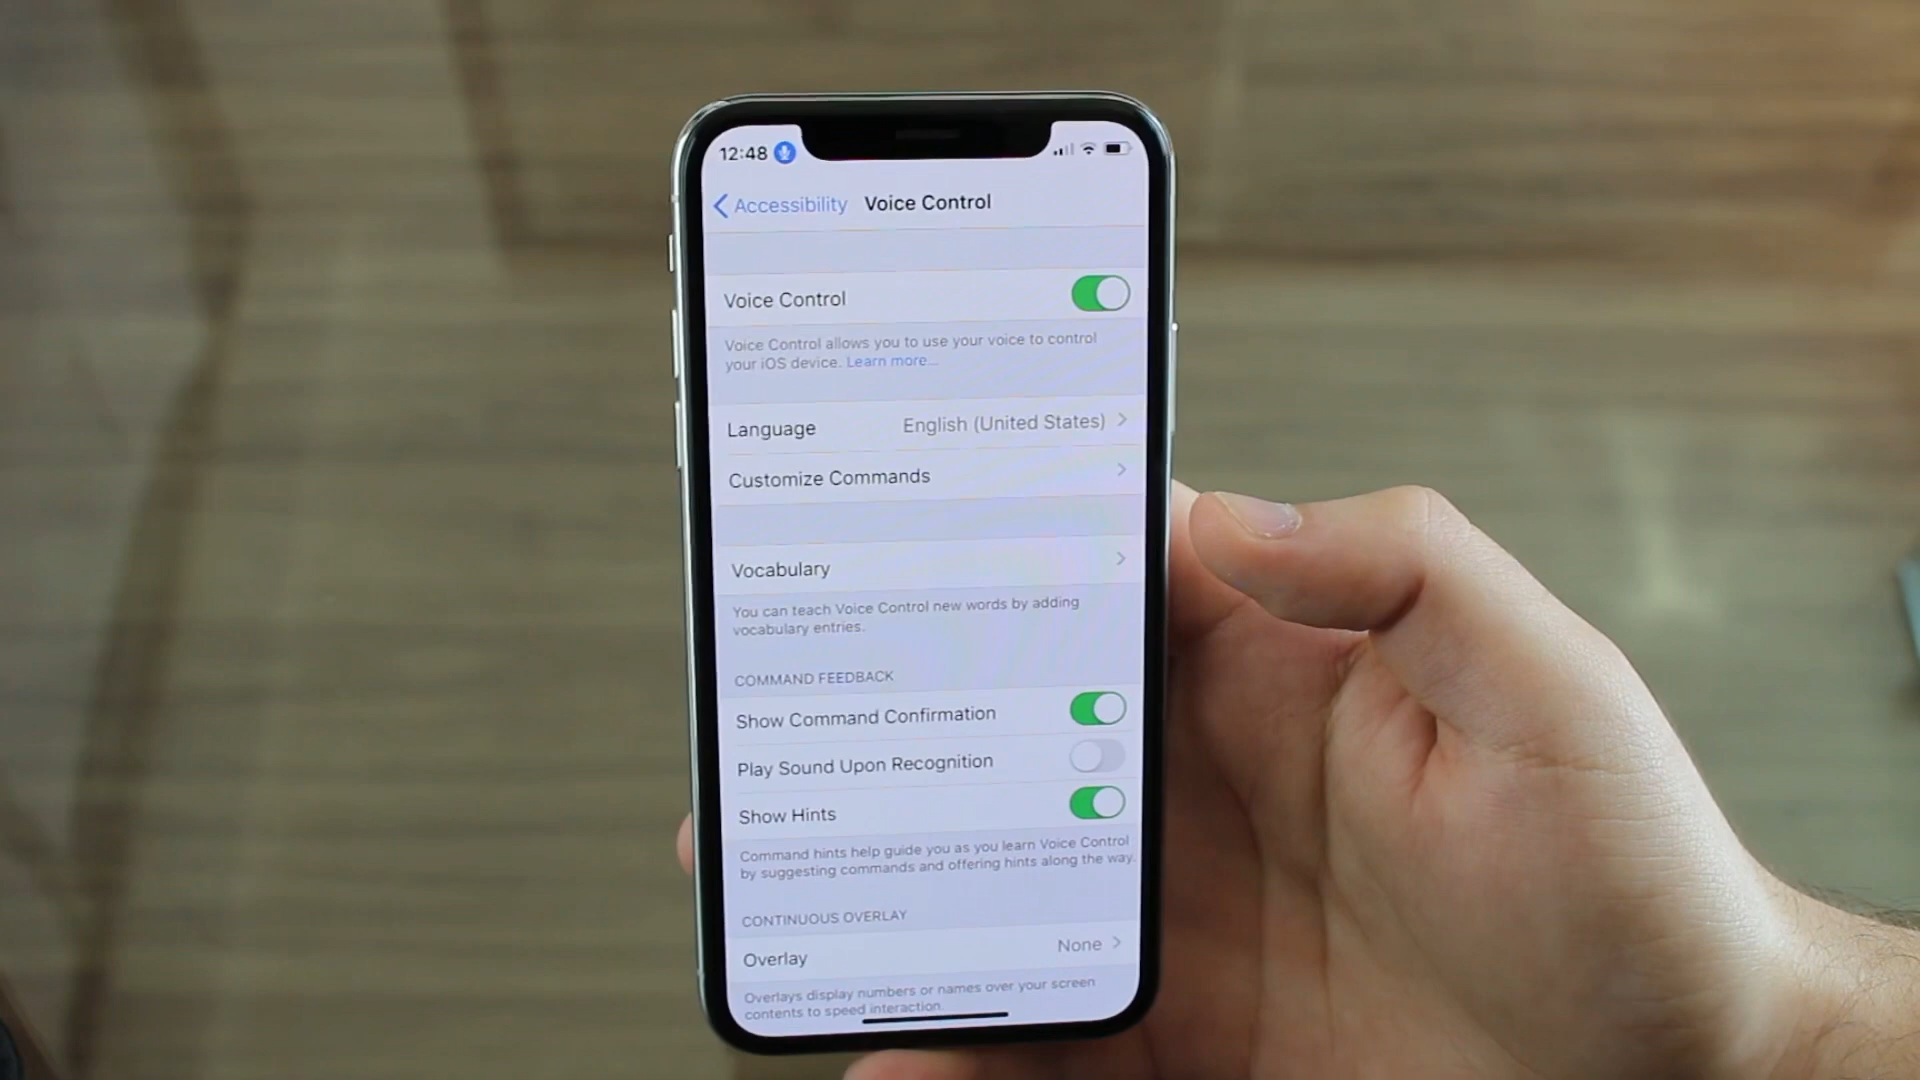 12:48
Accessibility Voice Control
Voice Control
Voice Control allows you to use your voice to control
your iOS device. Learn more...
Language English (United States)
Customize Commands
Vocabulary
You can teach Voice Control new words by adding
vocabulary entries.
COMMAND FEEDBACK
Show Command Confirmation
Play Sound Upon Recognition
Show Hints
Command hints help guide you as you learn Voice Control
by suggesting commands and offering hints along the way.
CONTINUOUS OVERLAY
Overlay None
Overlays display numbers or names over your screen
contents to speed interaction.